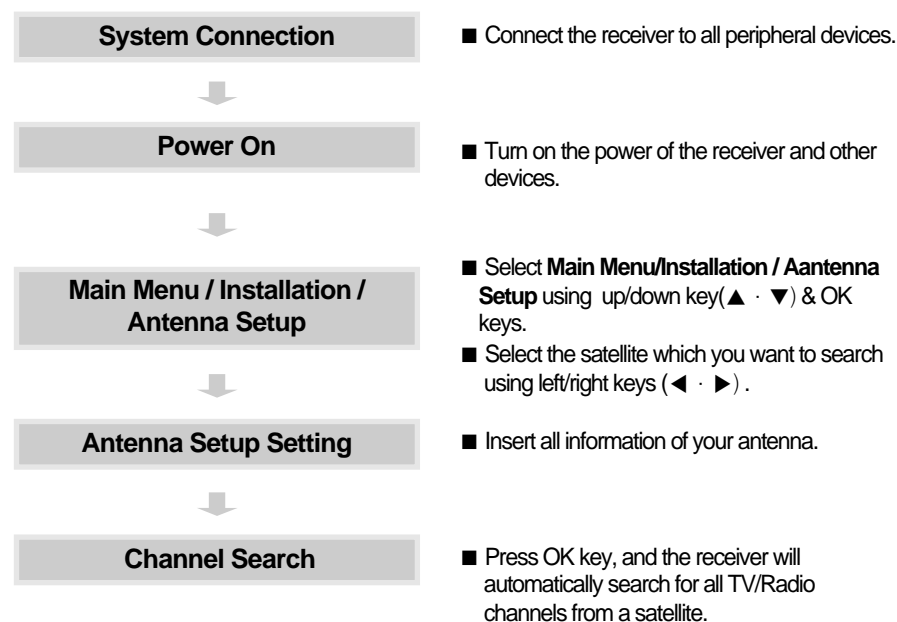 System Connection
■ Connect the receiver to all peripheral devices.
Power On
■ Turn on the power of the receiver and other
devices.
Main Menu / Installation /
Antenna Setup
■ Select Main Menu/Installation / Aantenna
Setup using up/down key(▲ · ▼) & OK
keys.
■ Select the satellite which you want to search
using left/right keys (◀ · ▶) .
Antenna Setup Setting
■ Insert all information of your antenna.
Channel Search
■ Press OK key, and the receiver will
automatically search for all TV/Radio
channels from a satellite.